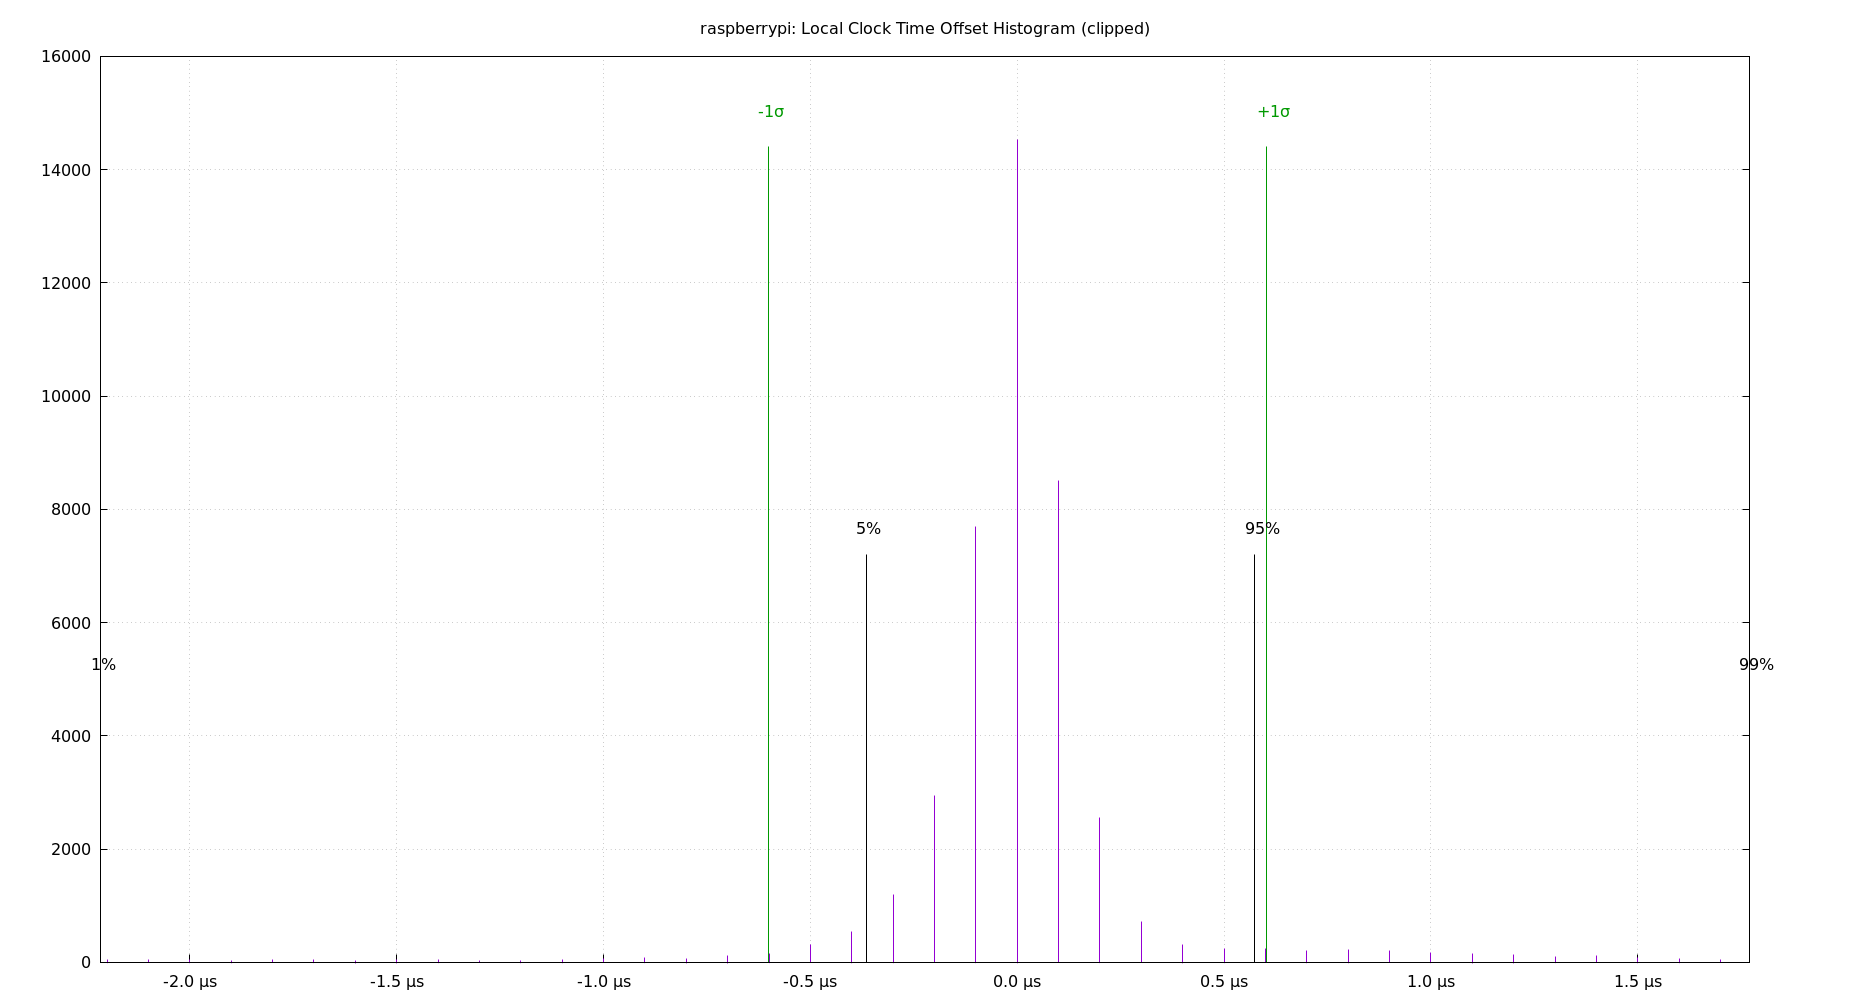 raspberrypi: Local Clock Time Offset Histogram (clipped)
16000
-1σ
+1σ
14000
12000
10000
8000
5%
95%
6000
1%
99%
4000
2000
0
-2.0 µs
-1.5 µs
-1.0 µs
-0.5 µs
0.0 µs
0.5 µs
1.0 µs
1.5 µs